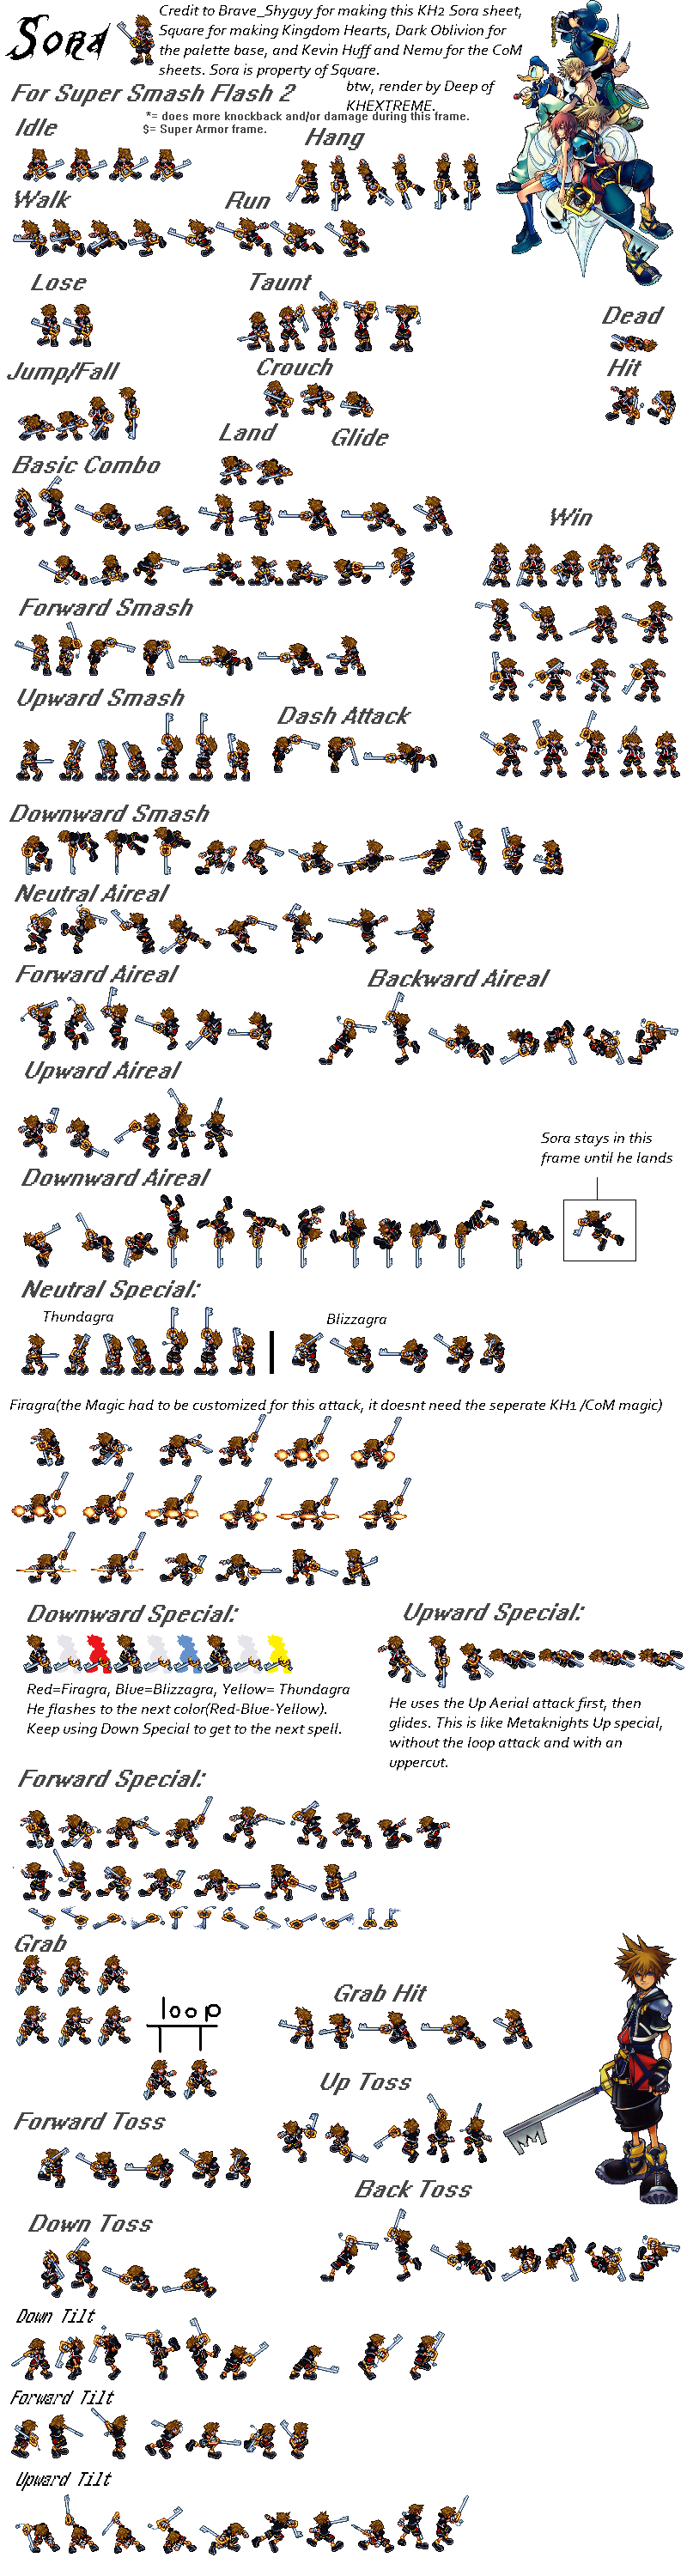 Sora
Credit to Brave_Shyguy for making this KH2 Sora sheet,
Square for making Kingdom Hearts, Dark Oblivion for
the palette base, and Kevin Huff and Nemu for the CoM
sheets. Sora is property of Square.
btw, render by Deep of
KHEXTREME.
For Super Smash Flash 2
*= does more knockback and/or damage during this frame.
$= Super Armor frame.
Idle
Hang
Walk
Run
Lose
Taunt
Dead
Jump/Fall
Crouch
Hit
Land
Glide
Basic Combo
Win
Forward Smash
Upward Smash
Dash Attack
Downward Smash
Neutral Aireal
Forward Aireal
Backward Aireal
Upward Aireal
Sora stays in this
frame until he lands
Downward Aireal
Neutral Special:
Thundagra
Blizzagra
Firagra(the Magic had to be customized for this attack, it doesnt need the seperate KH1 /CoM magic)
Downward Special:
Upward Special:
Red=Firagra, Blue=Blizzagra, Yellow= Thundagra
He flashes to the next color(Red-Blue-Yellow).
Keep using Down Special to get to the next spell.
He uses the Up Aerial attack first, then
glides. This is like Metaknights Up special,
without the loop attack and with an
uppercut.
Forward Special:
Grab
loop
Grab Hit
Up Toss
Forward Toss
Back Toss
Down Toss
Down Tilt
Forward Tilt
Upward Tilt